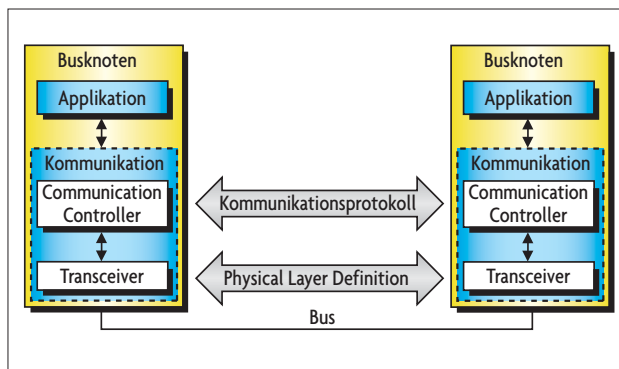 Busknoten
Applikation
Kommunikation
Communication
Controller
Transceiver
Kommunikationsprotokoll
Physical Layer Definition
Bus
Busknoten
Applikation
Kommunikation
Communication
Controller
Transceiver